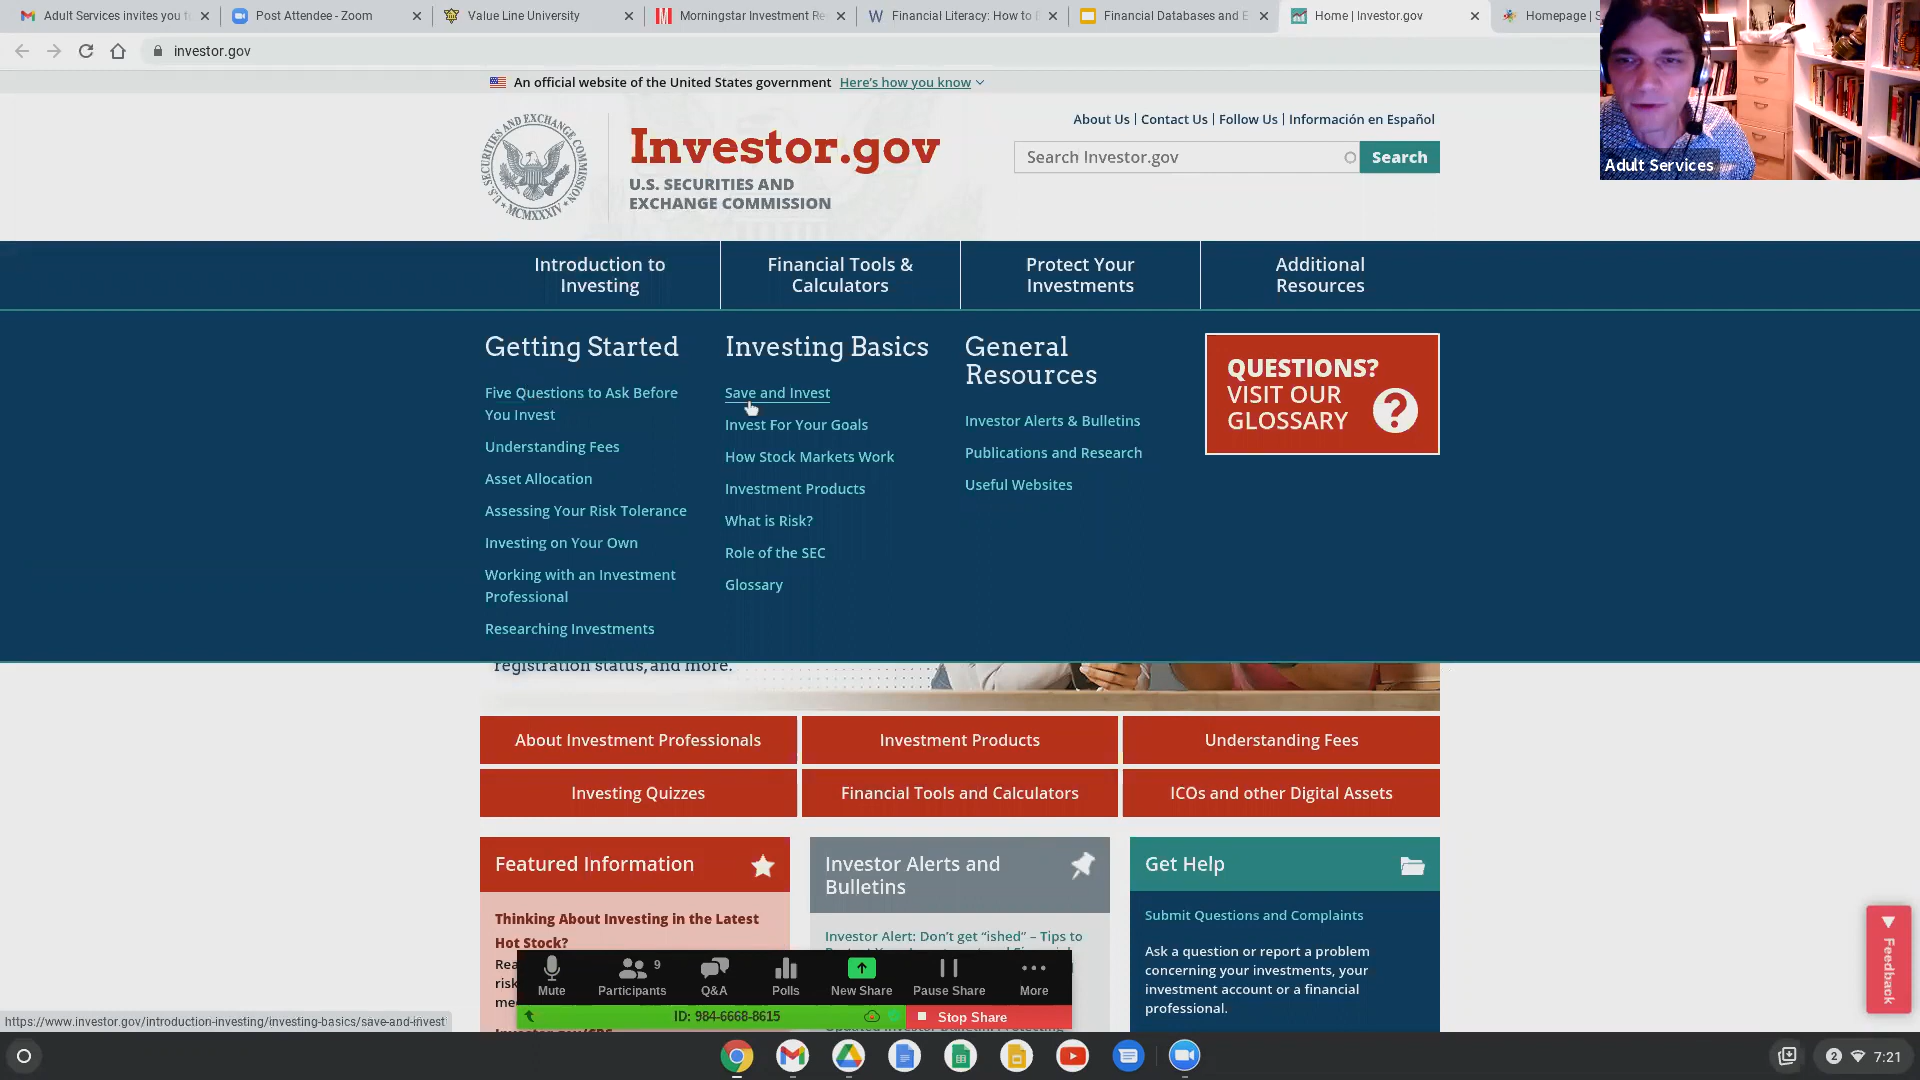 Adult Services invites you t
Post Attendee - Zoom
Value Line University
Morningstar Investment Re
Financial Literacy: How to
Financial Databases and E
Home | Investor.gov
Homepage | S
investor.gov
An official website of the United States government Here's how you know
About Us | Contact Us | Follow Us | Información en Español
Investor.gov
U.S. SECURITIES AND
EXCHANGE COMMISSION
Search Investor.gov
Search
Adult Services
Introduction to
Investing
Financial Tools &
Calculators
Protect Your
Investments
Additional
Resources
Getting Started
Five Questions to Ask Before
You Invest
Understanding Fees
Asset Allocation
Assessing Your Risk Tolerance
Investing on Your Own
Working with an Investment
Professional
Researching Investments
Investing Basics
Save and Invest
Invest For Your Goals
How Stock Markets Work
Investment Products
What is Risk?
Role of the SEC
Glossary
General
Resources
Investor Alerts & Bulletins
Publications and Research
Useful Websites
QUESTIONS?
VISIT OUR
GLOSSARY
?
registration status, and more.
About Investment Professionals
Investment Products
Understanding Fees
Investing Quizzes
Financial Tools and Calculators
ICOs and other Digital Assets
Featured Information
Thinking About Investing in the Latest
Hot Stock?
Investor Alerts and
Bulletins
Investor Alert: Don't get “ished” – Tips to
Get Help
Submit Questions and Complaints
Ask a question or report a problem
concerning your investments, your
investment account or a financial
professional.
Feedback
Mute
Participants
9
Q&A
Polls
New Share
Pause Share
More
ID: 984-6668-8615
Stop Share
https://www.investor.gov/introduction-investing/investing-basics/save-and-invest
2
7:21